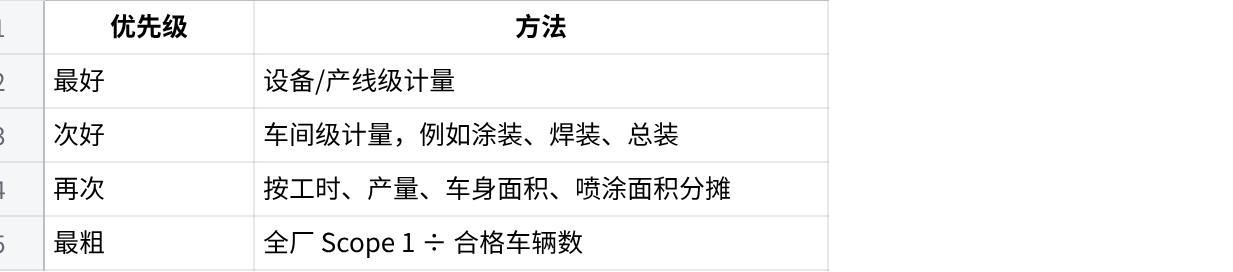 优先级 方法
最好 设备/产线级计量
次好 车间级计量，例如涂装、焊装、总装
再次 按工时、产量、车身面积、喷涂面积分摊
最粗 全厂 Scope 1 ÷ 合格车辆数